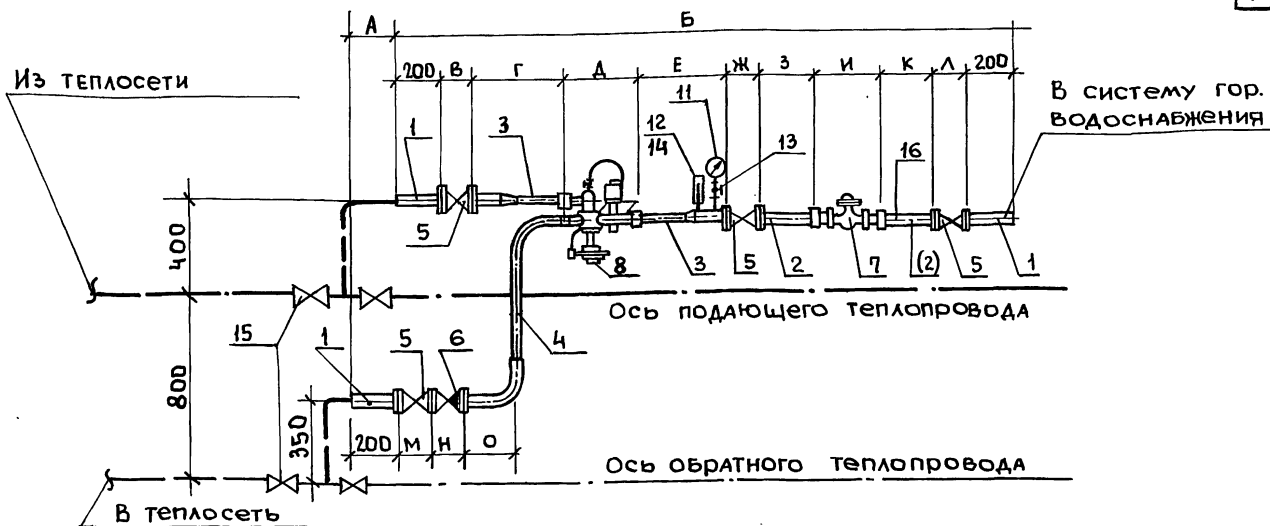 А Б
Из теплосети
200 В Г Д Е Ж З И К Л 200
В систему гор.
водоснабжения
11
12
14
13
1 3 16
5 8 3 5 2 7 (2) 5 1
400
Ось подающего теплопровода
15 1 5 6 4
800
350
200 М Н О
Ось обратного теплопровода
В теплосеть